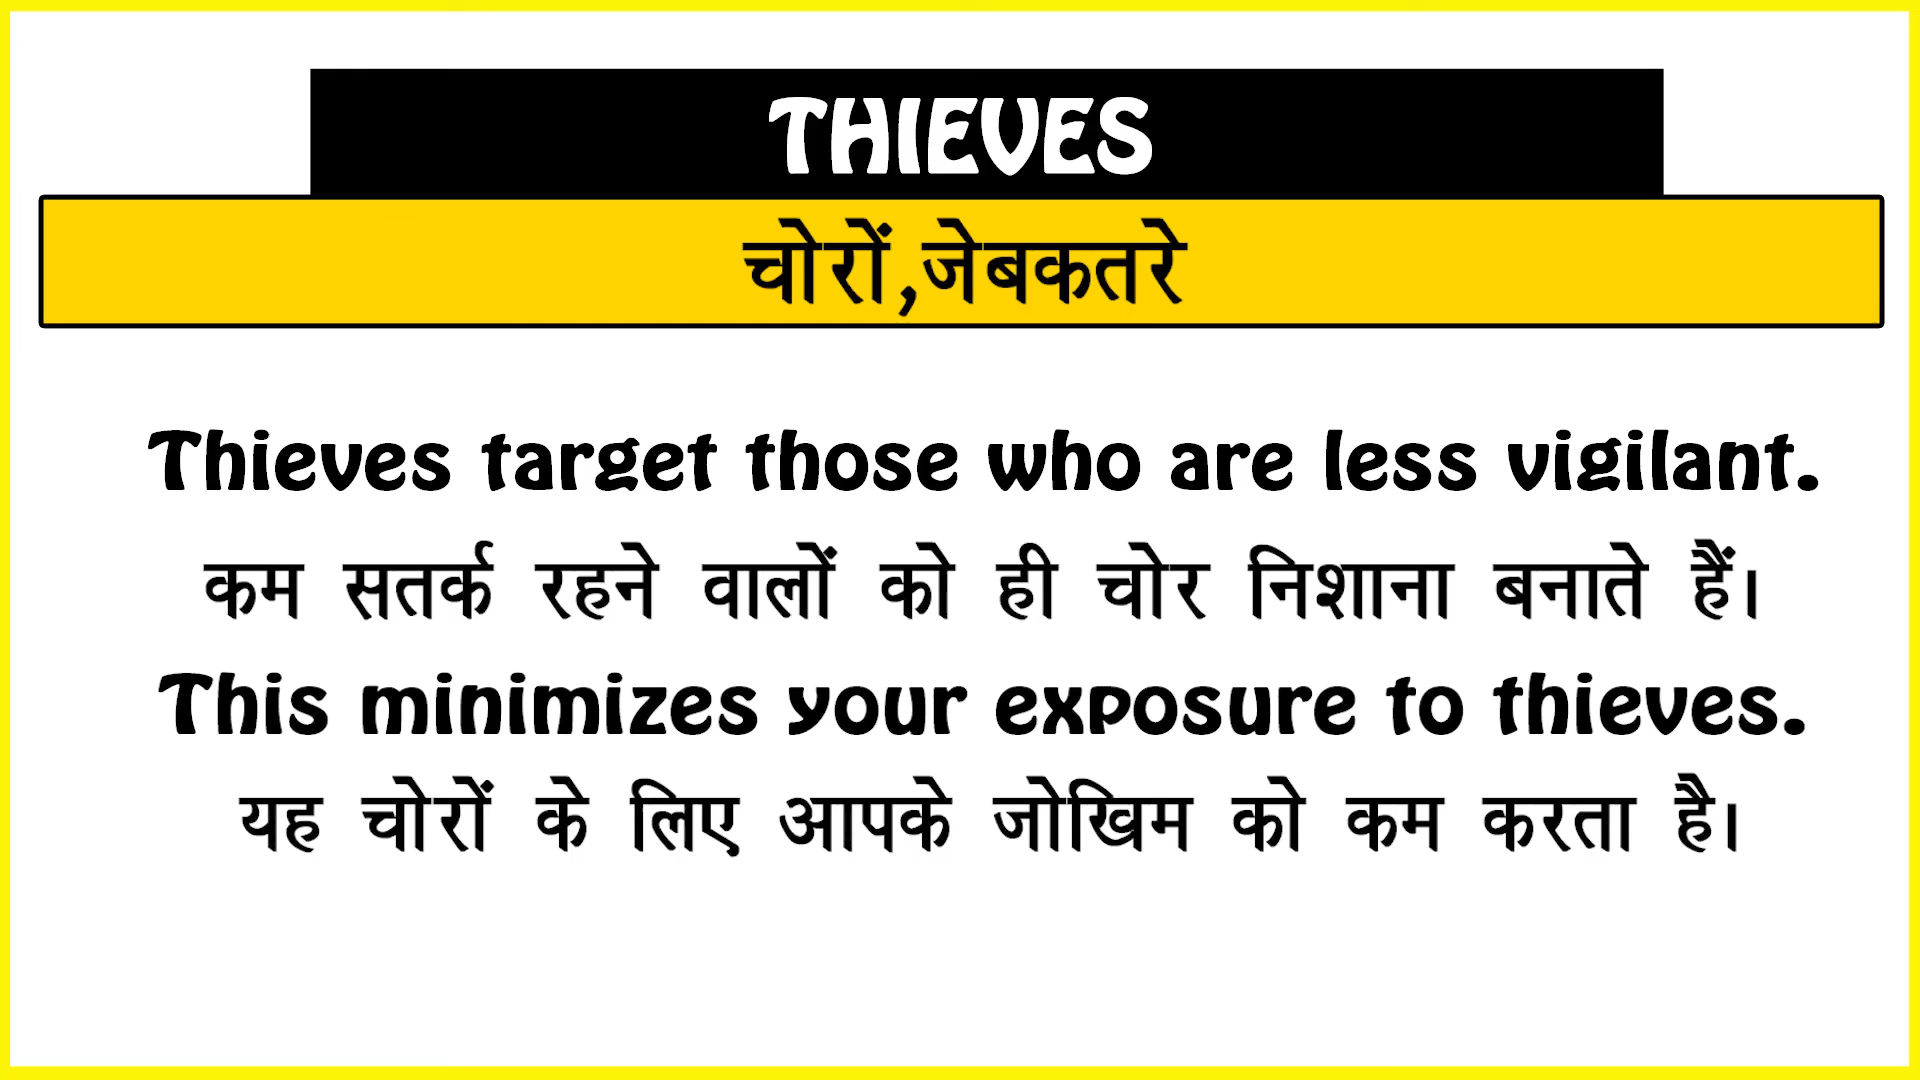 THIEVES
चोरों,जेबकतरे
Thieves target those who are less vigilant.
कम सतर्क रहने वालों को ही चोर निशाना बनाते हैं।
This minimizes your exposure to thieves.
यह चोरों के लिए आपके जोखिम को कम करता है।